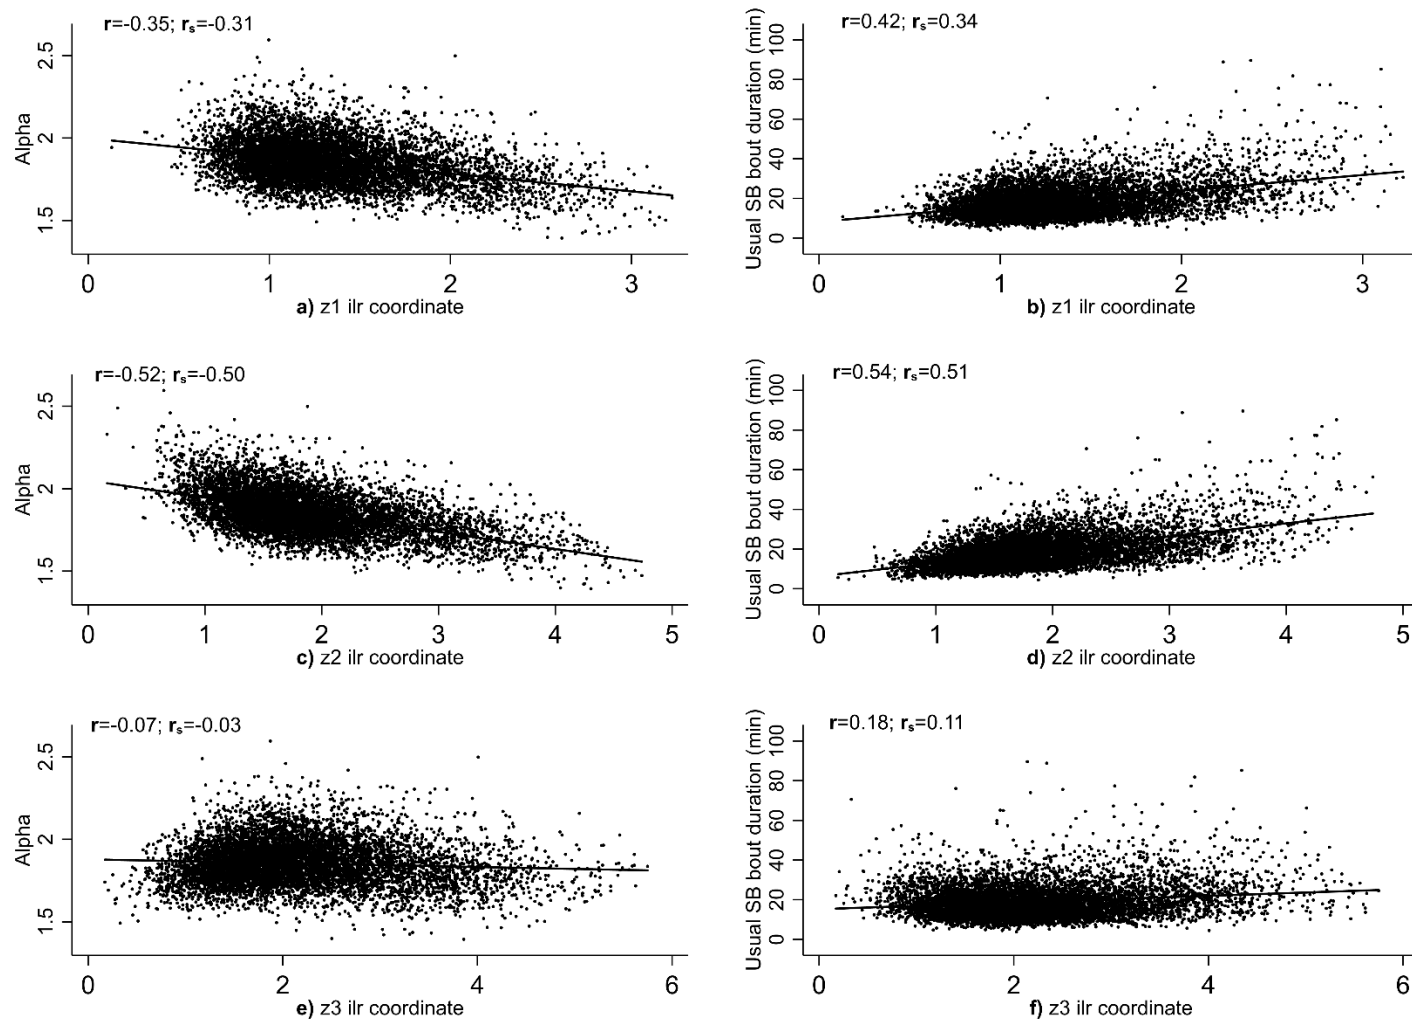 r=-0.35; rs=-0.31
Alpha
2.5
2
1.5
0 1 2 3
a) z1 ilr coordinate
r=0.42; rs=0.34
Usual SB bout duration (min)
100
80
60
40
20
0
0 1 2 3
b) z1 ilr coordinate
r=-0.52; rs=-0.50
Alpha
2.5
2
1.5
0 1 2 3 4 5
c) z2 ilr coordinate
r=0.54; rs=0.51
Usual SB bout duration (min)
100
80
60
40
20
0
0 1 2 3 4 5
d) z2 ilr coordinate
r=-0.07; rs=-0.03
Alpha
2.5
2
1.5
0 2 4 6
e) z3 ilr coordinate
r=0.18; rs=0.11
Usual SB bout duration (min)
100
80
60
40
20
0
0 2 4 6
f) z3 ilr coordinate